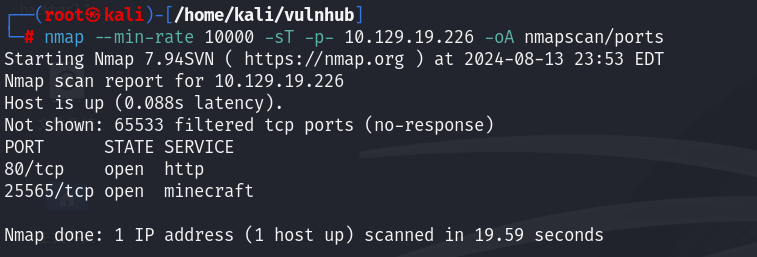 ┌──(root㉿kali)-[/home/kali/vulnhub]
└─# nmap --min-rate 10000 -sT -p- 10.129.19.226 -oA nmapscan/ports
Starting Nmap 7.94SVN ( https://nmap.org ) at 2024-08-13 23:53 EDT
Nmap scan report for 10.129.19.226
Host is up (0.088s latency).
Not shown: 65533 filtered tcp ports (no-response)
PORT      STATE SERVICE
80/tcp    open  http
25565/tcp open  minecraft

Nmap done: 1 IP address (1 host up) scanned in 19.59 seconds